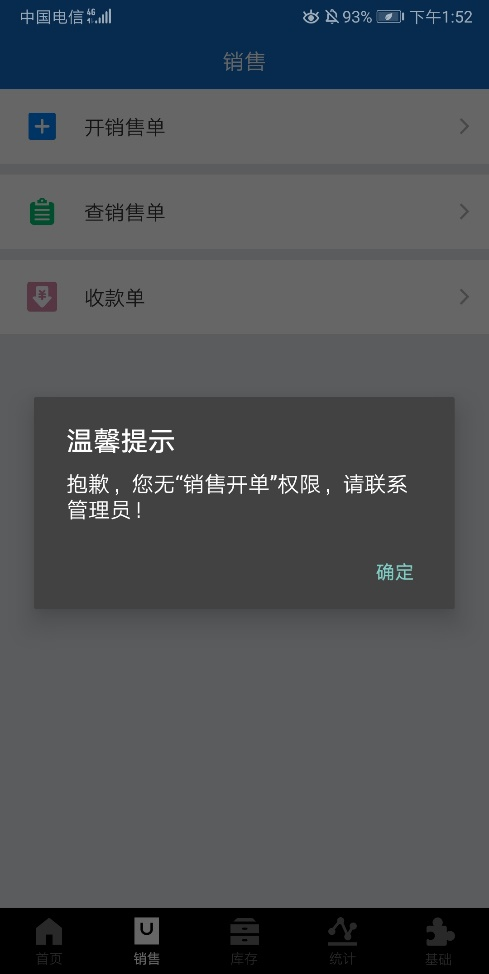 中国电信 4G 93% 下午1:52
销售
开销售单
查销售单
收款单
温馨提示
抱歉，您无“销售开单”权限，请联系
管理员！
确定
首页 销售 库存 统计 基础